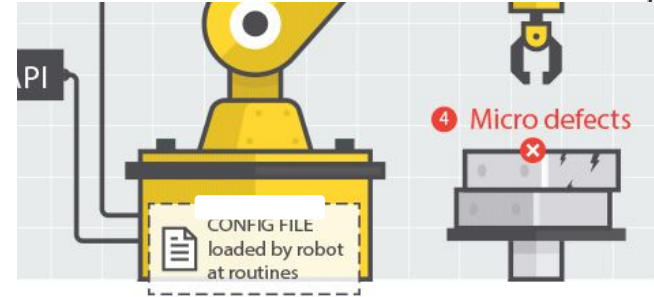 API
4 Micro defects
CONFIG FILE
loaded by robot
at routines